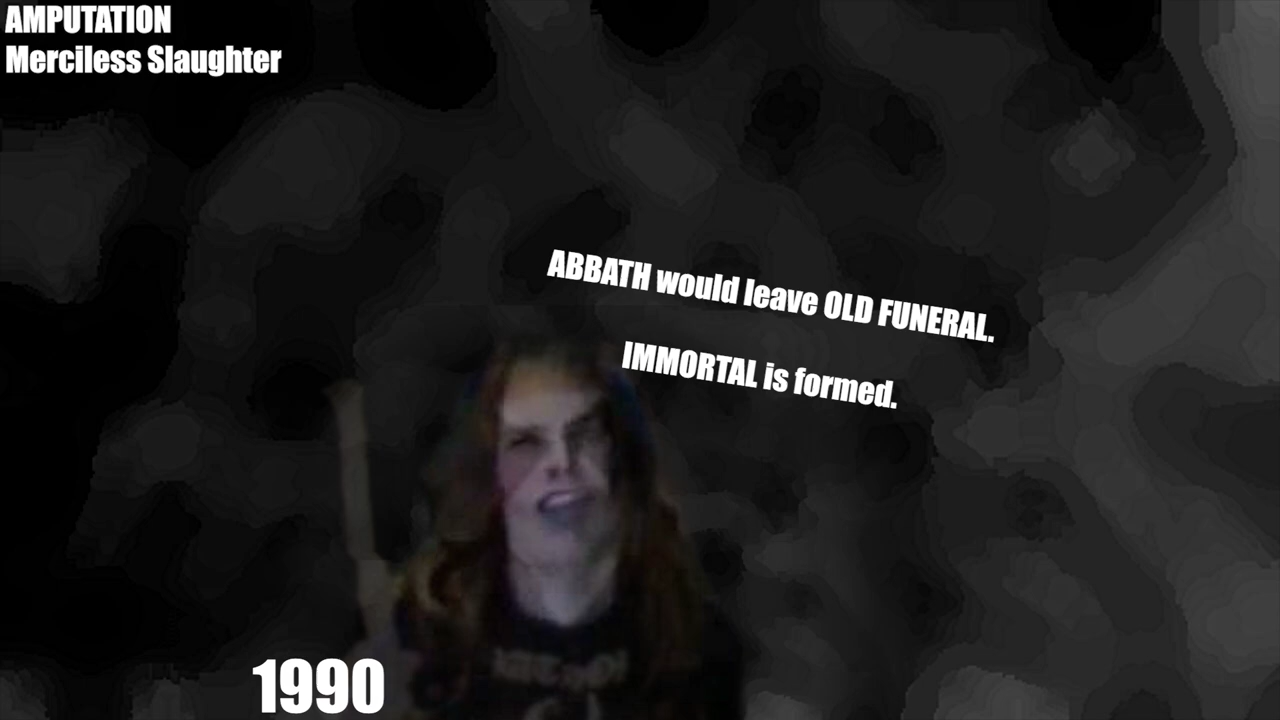 AMPUTATION
Merciless Slaughter
ABBATH would leave OLD FUNERAL.
IMMORTAL is formed.
1990